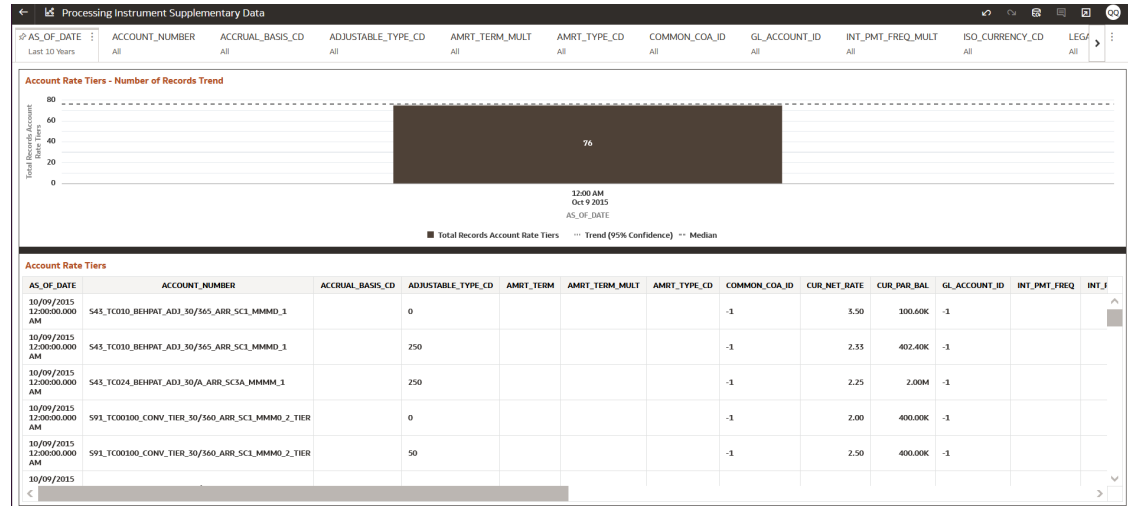 Processing Instrument Supplementary Data
QQ
AS_OF_DATE ACCOUNT_NUMBER ACCRUAL_BASIS_CD ADJUSTABLE_TYPE_CD AMRT_TERM_MULT AMRT_TYPE_CD COMMON_COA_ID GL_ACCOUNT_ID INT_PMT_FREQ_MULT ISO_CURRENCY_CD
Last 10 Years All All All All All All All All All All
Account Rate Tiers - Number of Records Trend
Total Records Account
Rate Tiers
80
60
40
20
0
76
12:00 AM
Oct 9 2015
AS_OF_DATE
Total Records Account Rate Tiers Trend (95% Confidence) Median
Account Rate Tiers
AS_OF_DATE ACCOUNT_NUMBER ACCRUAL_BASIS_CD ADJUSTABLE_TYPE_CD AMRT_TERM AMRT_TERM_MULT AMRT_TYPE_CD COMMON_COA_ID CUR_NET_RATE CUR_PAR_BAL GL_ACCOUNT_ID INT_PMT_FREQ
10/09/2015
12:00:00.000 S43_TC010_BEHPAT_ADJ_30/365_ARR_SC1_MMMD_1 0 -1 3.50 100.60K -1
AM
10/09/2015
12:00:00.000 S43_TC010_BEHPAT_ADJ_30/365_ARR_SC1_MMMD_1 250 -1 2.33 402.40K -1
AM
10/09/2015
12:00:00.000 S43_TC024_BEHPAT_ADJ_30/A_ARR_SC3A_MMMM_1 250 -1 2.25 2.00M -1
AM
10/09/2015
12:00:00.000 S91_TC00100_CONV_TIER_30/360_ARR_SC1_MMM0_2_TIER 0 -1 2.00 400.00K -1
AM
10/09/2015
12:00:00.000 S91_TC00100_CONV_TIER_30/360_ARR_SC1_MMM0_2_TIER 50 -1 2.50 400.00K -1
AM
10/09/2015